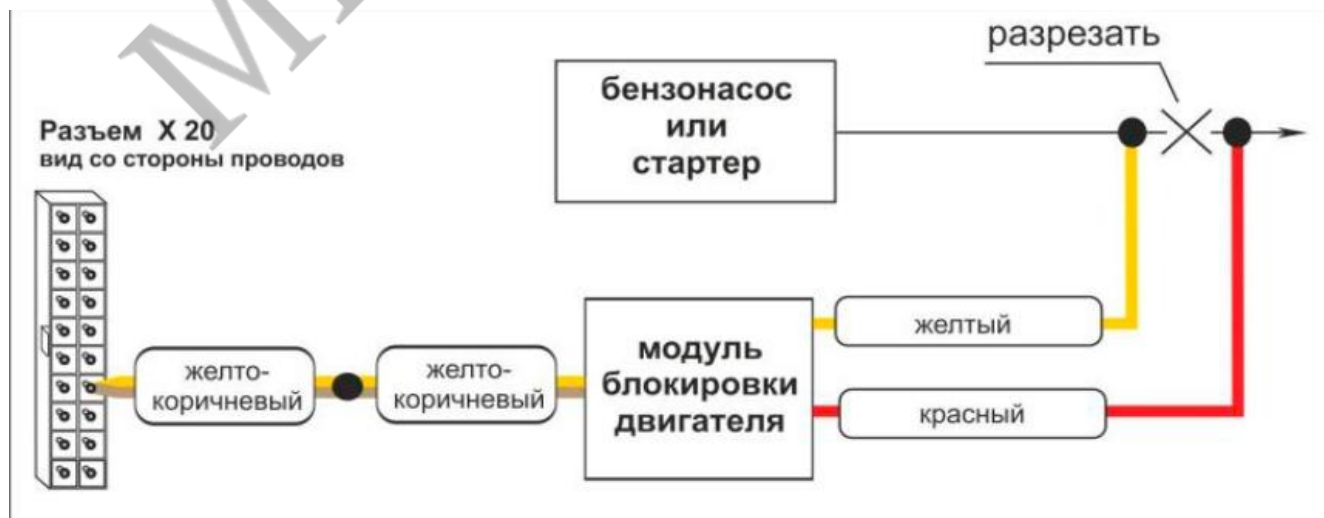 разрезать
бензонасос
или
стартер
Разъем X 20
вид со стороны проводов
желто-
коричневый
желто-
коричневый
модуль
блокировки
двигателя
желтый
красный